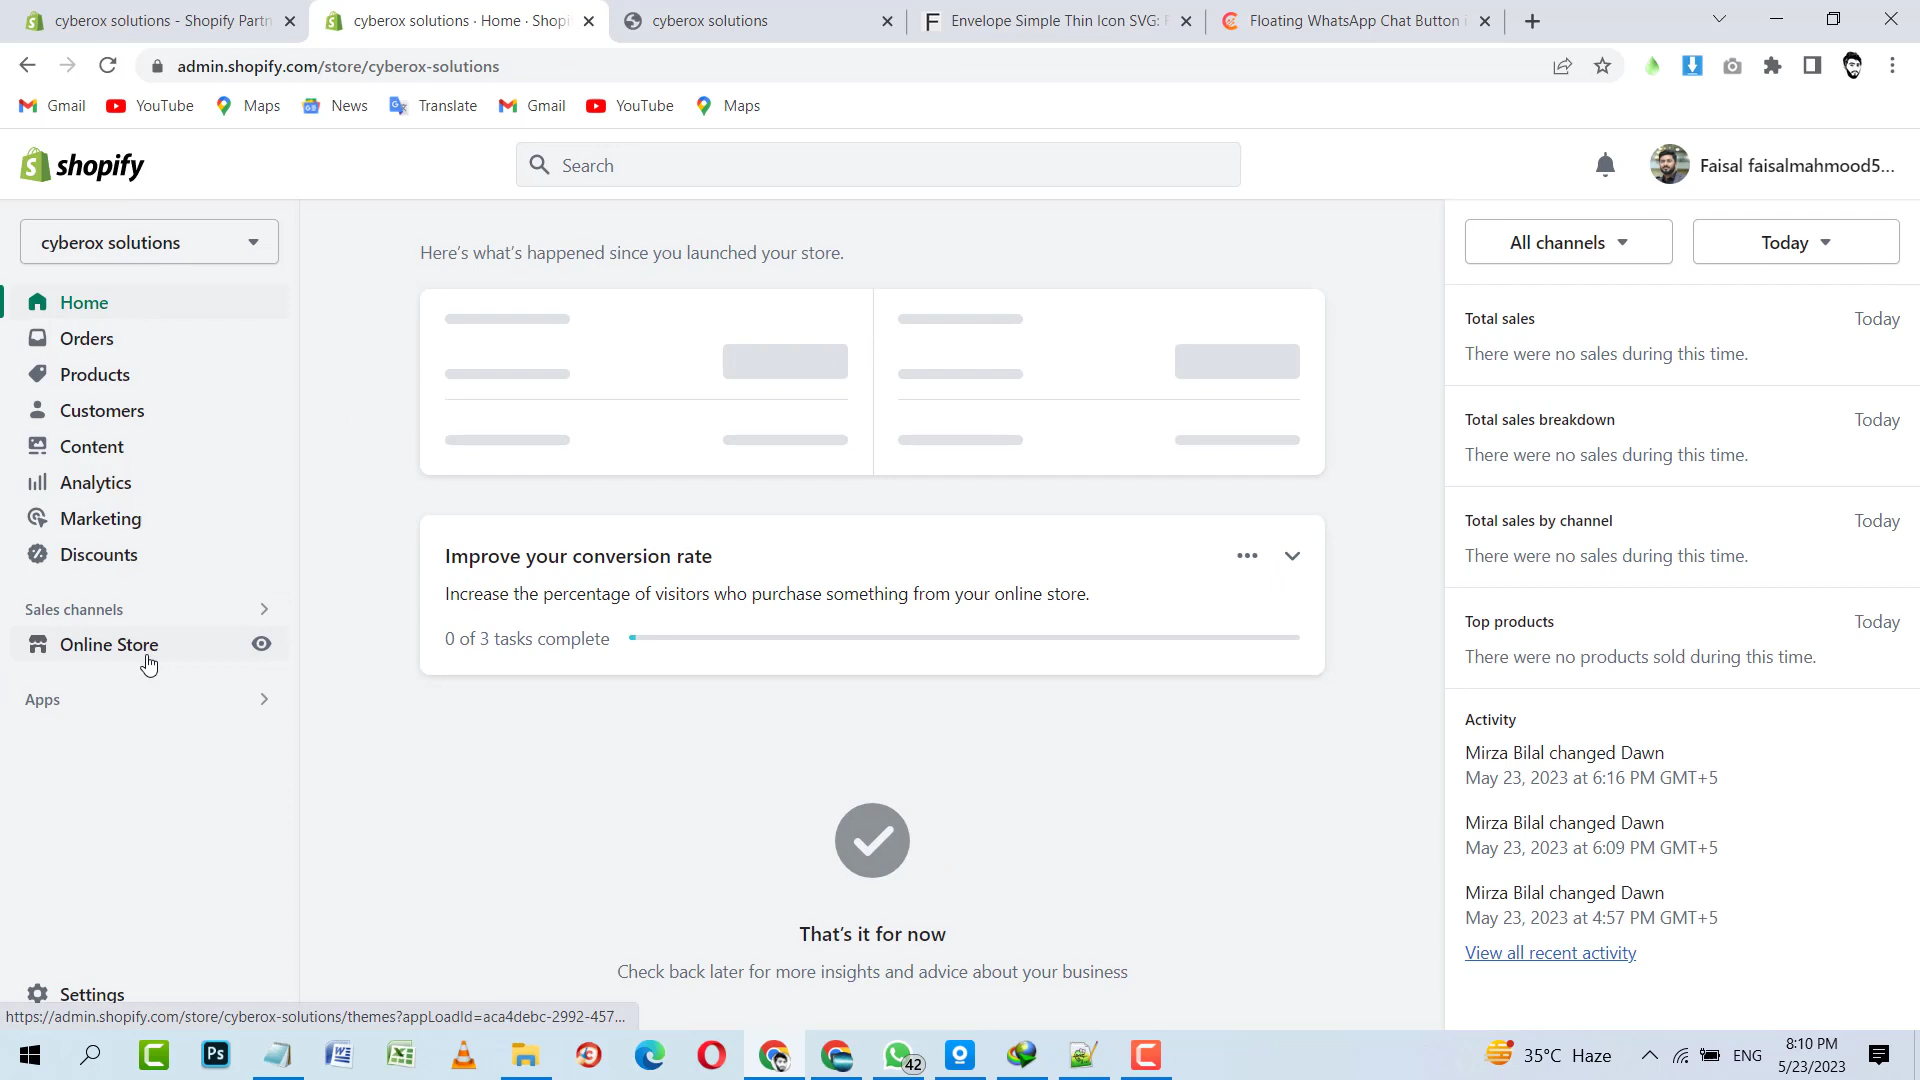 cyberox solutions - Shopify Partn
cyberox solutions · Home · Shopi
cyberox solutions
Envelope Simple Thin Icon SVG:
Floating WhatsApp Chat Button i
admin.shopify.com/store/cyberox-solutions
Gmail
YouTube
Maps
News
Translate
Gmail
YouTube
Maps
shopify
Search
Faisal faisalmahmood5...
cyberox solutions
Home
Orders
Products
Customers
Content
Analytics
Marketing
Discounts
Sales channels
Online Store
Apps
Settings
Here's what's happened since you launched your store.
Improve your conversion rate
Increase the percentage of visitors who purchase something from your online store.
0 of 3 tasks complete
That's it for now
Check back later for more insights and advice about your business
All channels
Today
Total sales Today
There were no sales during this time.
Total sales breakdown Today
There were no sales during this time.
Total sales by channel Today
There were no sales during this time.
Top products Today
There were no products sold during this time.
Activity
Mirza Bilal changed Dawn
May 23, 2023 at 6:16 PM GMT+5
Mirza Bilal changed Dawn
May 23, 2023 at 6:09 PM GMT+5
Mirza Bilal changed Dawn
May 23, 2023 at 4:57 PM GMT+5
View all recent activity
https://admin.shopify.com/store/cyberox-solutions/themes?appLoadId=aca4debc-2992-457...
Ps
42
35°C Haze
ENG
8:10 PM
5/23/2023